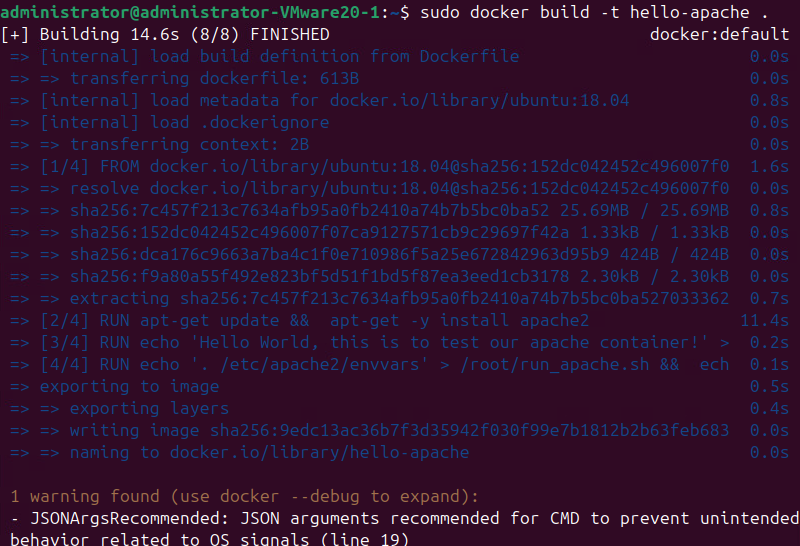 administrator@administrator-VMware20-1:~$ sudo docker build -t hello-apache .
[+] Building 14.6s (8/8) FINISHED docker:default
=> [internal] load build definition from Dockerfile 0.0s
=> => transferring dockerfile: 613B 0.0s
=> [internal] load metadata for docker.io/library/ubuntu:18.04 0.8s
=> [internal] load .dockerignore 0.0s
=> => transferring context: 2B 0.0s
=> [1/4] FROM docker.io/library/ubuntu:18.04@sha256:152dc042452c496007f0 1.6s
=> => resolve docker.io/library/ubuntu:18.04@sha256:152dc042452c496007f0 0.0s
=> => sha256:7c457f213c7634afb95a0fb2410a74b7b5bc0ba52 25.69MB / 25.69MB 0.8s
=> => sha256:152dc042452c496007f07ca9127571cb9c29697f42a 1.33kB / 1.33kB 0.0s
=> => sha256:dca176c9663a7ba4c1f0e710986f5a25e672842963d95b9 424B / 424B 0.0s
=> => sha256:f9a80a55f492e823bf5d51f1bd5f87ea3eed1cb3178 2.30kB / 2.30kB 0.0s
=> => extracting sha256:7c457f213c7634afb95a0fb2410a74b7b5bc0ba527033362 0.7s
=> [2/4] RUN apt-get update &&  apt-get -y install apache2 11.4s
=> [3/4] RUN echo 'Hello World, this is to test our apache container!' > 0.2s
=> [4/4] RUN echo '. /etc/apache2/envvars' > /root/run_apache.sh &&  ech 0.1s
=> exporting to image 0.5s
=> => exporting layers 0.4s
=> => writing image sha256:9edc13ac36b7f3d35942f030f99e7b1812b2b63feb683 0.0s
=> => naming to docker.io/library/hello-apache 0.0s
1 warning found (use docker --debug to expand):
- JSONArgsRecommended: JSON arguments recommended for CMD to prevent unintended
behavior related to OS signals (line 19)